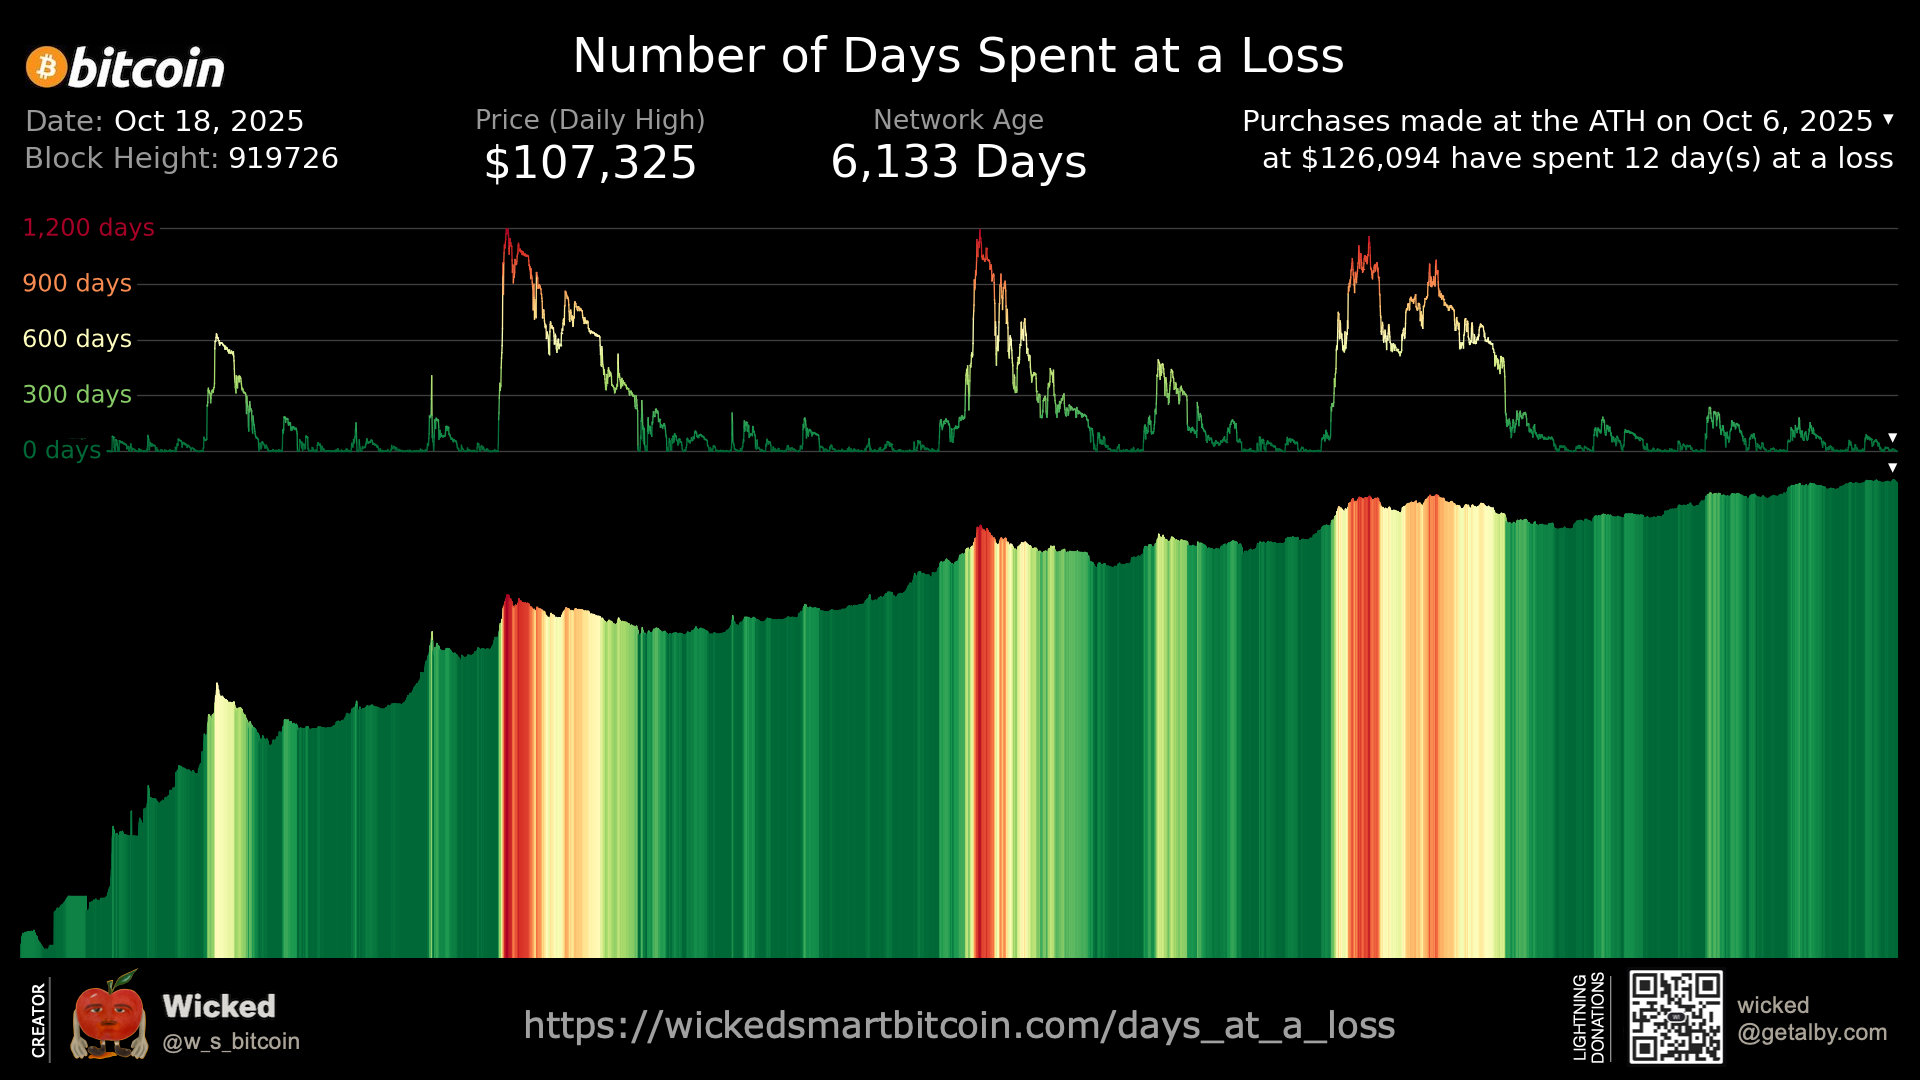 bitcoin
Number of Days Spent at a Loss
Date: Oct 18, 2025
Block Height: 919726
Price (Daily High)
$107,325
Network Age
6,133 Days
Purchases made at the ATH on Oct 6, 2025 ▼
at $126,094 have spent 12 day(s) at a loss
1,200 days
900 days
600 days
300 days
0 days
CREATOR
Wicked
@w_s_bitcoin
https://wickedsmartbitcoin.com/days_at_a_loss
LIGHTNING
DONATIONS
wicked
@getalby.com